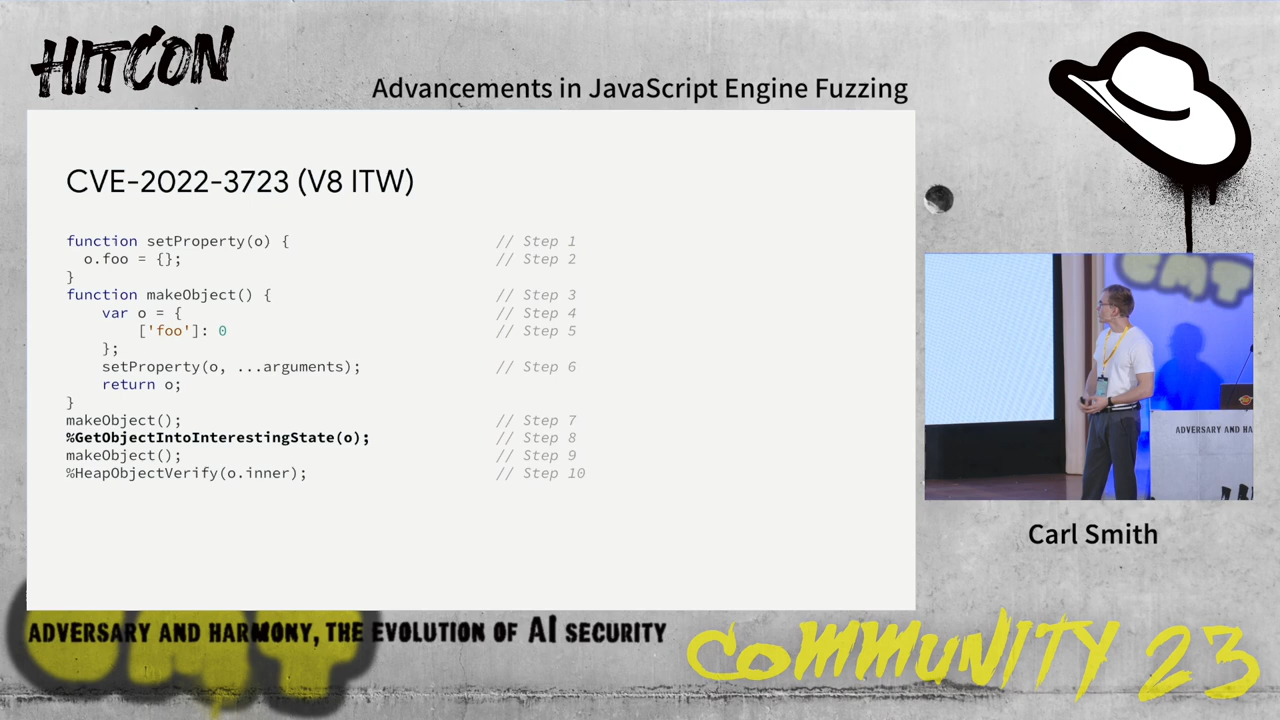 HITCON
Advancements in JavaScript Engine Fuzzing
CVE-2022-3723 (V8 ITW)
function setProperty(o) { // Step 1
o.foo = {}; // Step 2
}
function makeObject() { // Step 3
var o = { // Step 4
['foo']: 0 // Step 5
};
setProperty(o, ...arguments); // Step 6
return o;
}
makeObject(); // Step 7
%GetObjectIntoInterestingState(o); // Step 8
makeObject(); // Step 9
%HeapObjectVerify(o.inner); // Step 10
CMT
ADVERSARY AND HA
Carl Smith
CMT
ADVERSARY AND HARMONY, THE EVOLUTION OF AI SECURITY
COMMUNITY 23